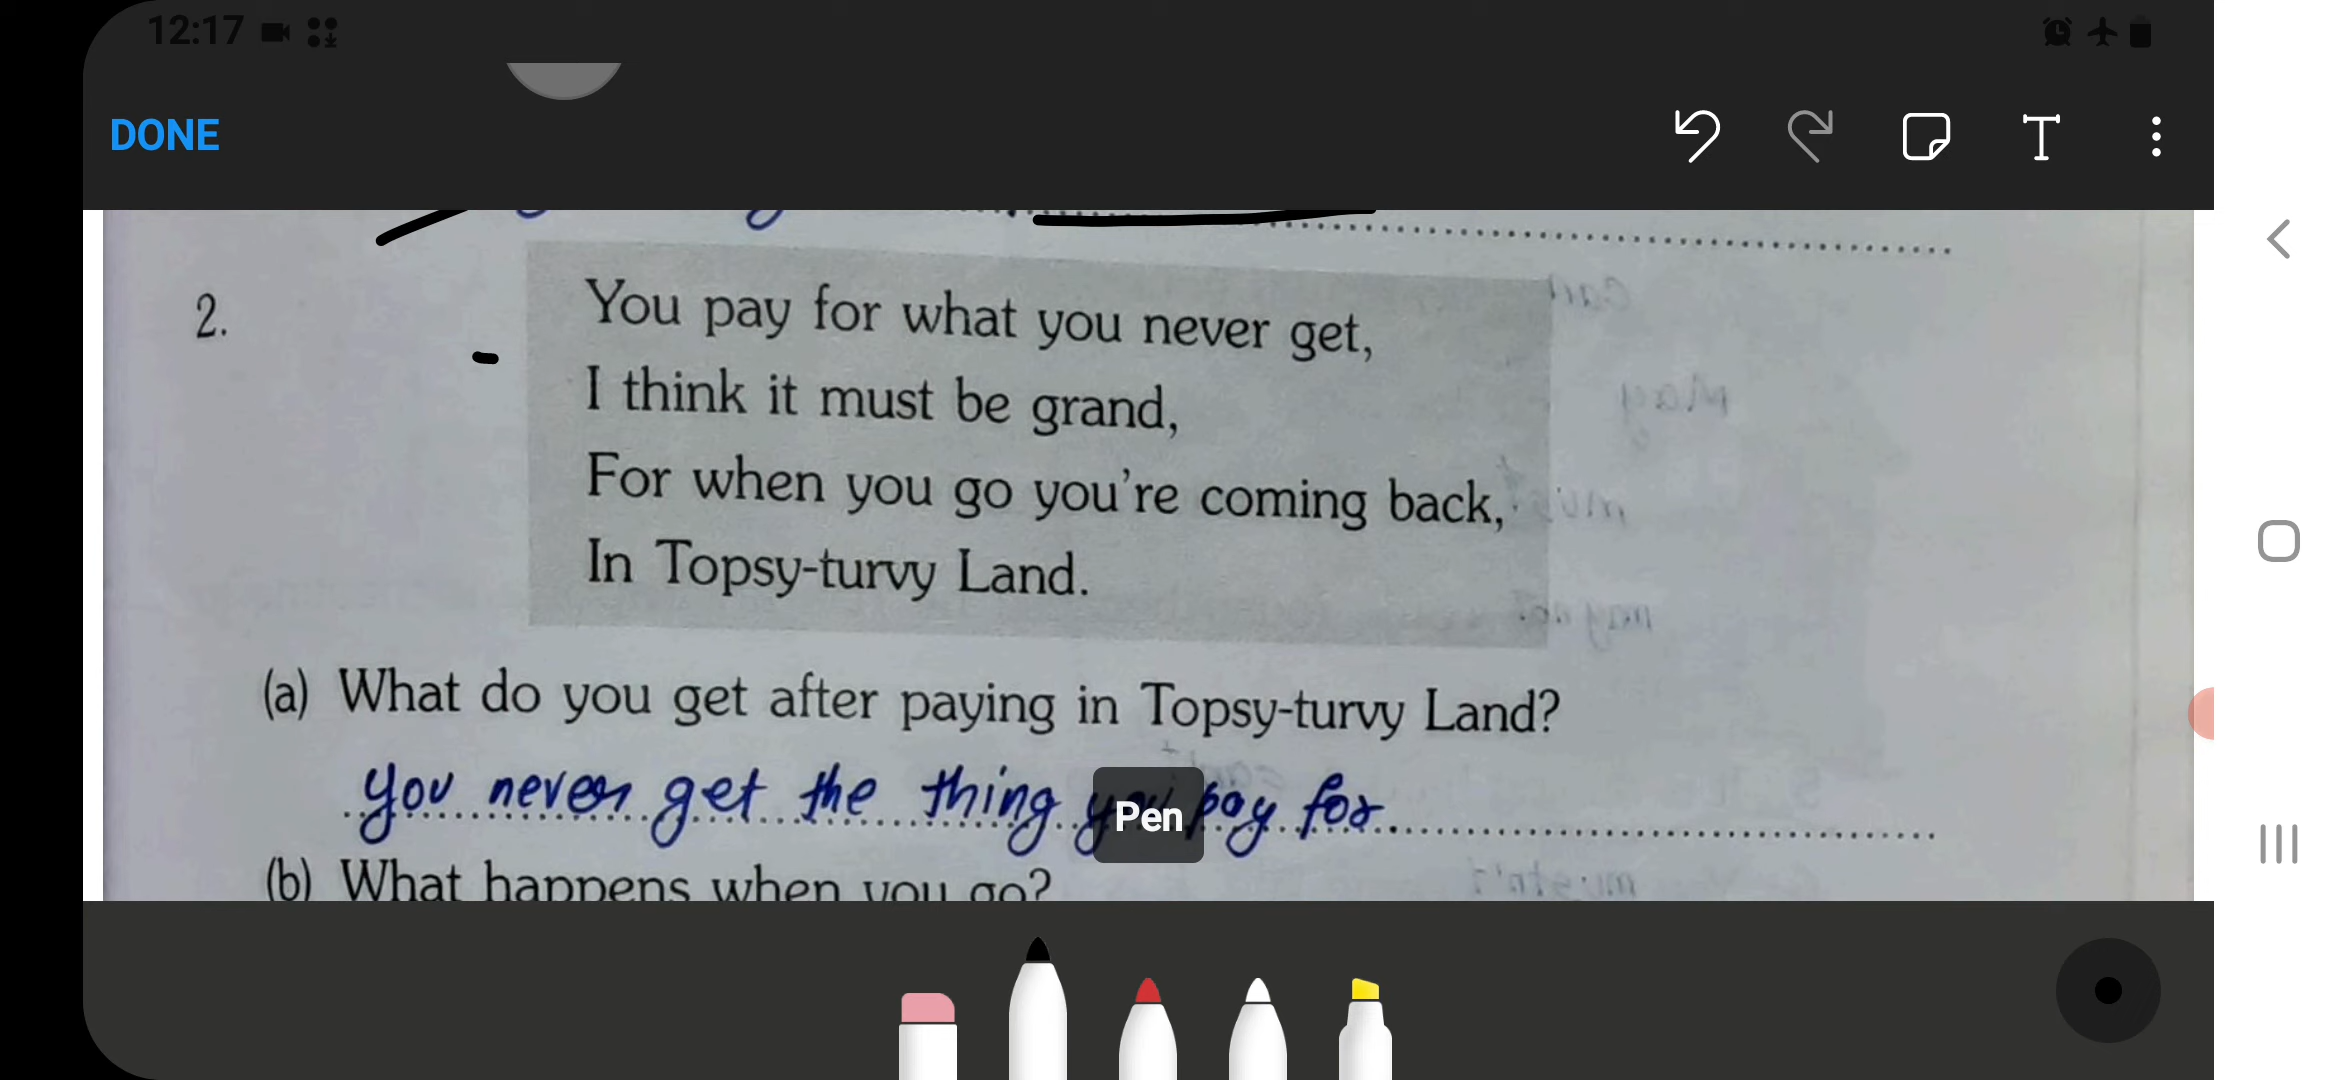 12:17
DONE
T
2.
You pay for what you never get,
I think it must be grand,
For when you go you're coming back,
In Topsy-turvy Land.
(a) What do you get after paying in Topsy-turvy Land?
You never get the thing you pay for
Pen
(b) What happens when you go?